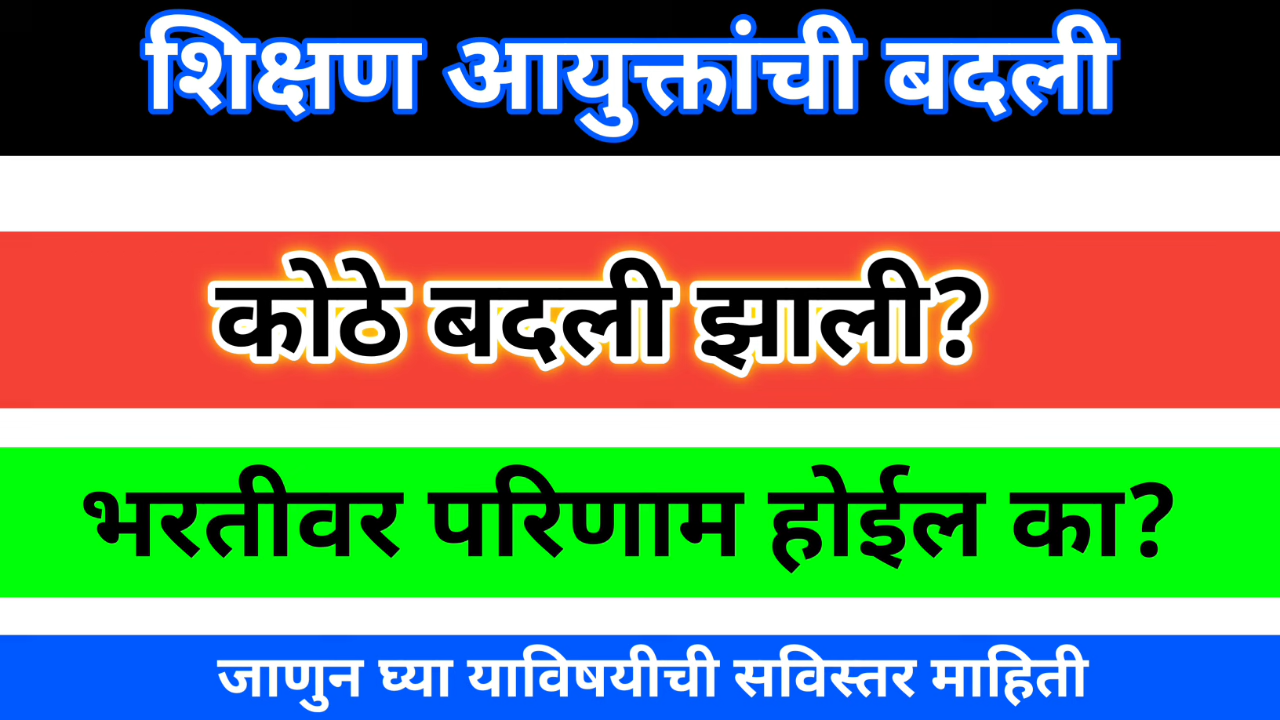 शिक्षण आयुक्तांची बदली
कोठे बदली झाली?
भरतीवर परिणाम होईल का?
जाणुन घ्या याविषयीची सविस्तर माहिती